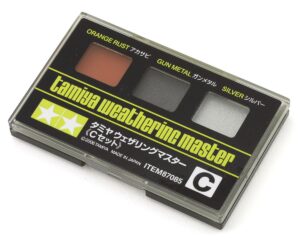 ORANGE RUST アカサビ GUN METAL ガンメタル SILVER シルバー
tamiya weathering master
タミヤ ウェザリングマスター
《Cセット》
©2006 TAMIYA MADE IN JAPAN ITEM87085
C